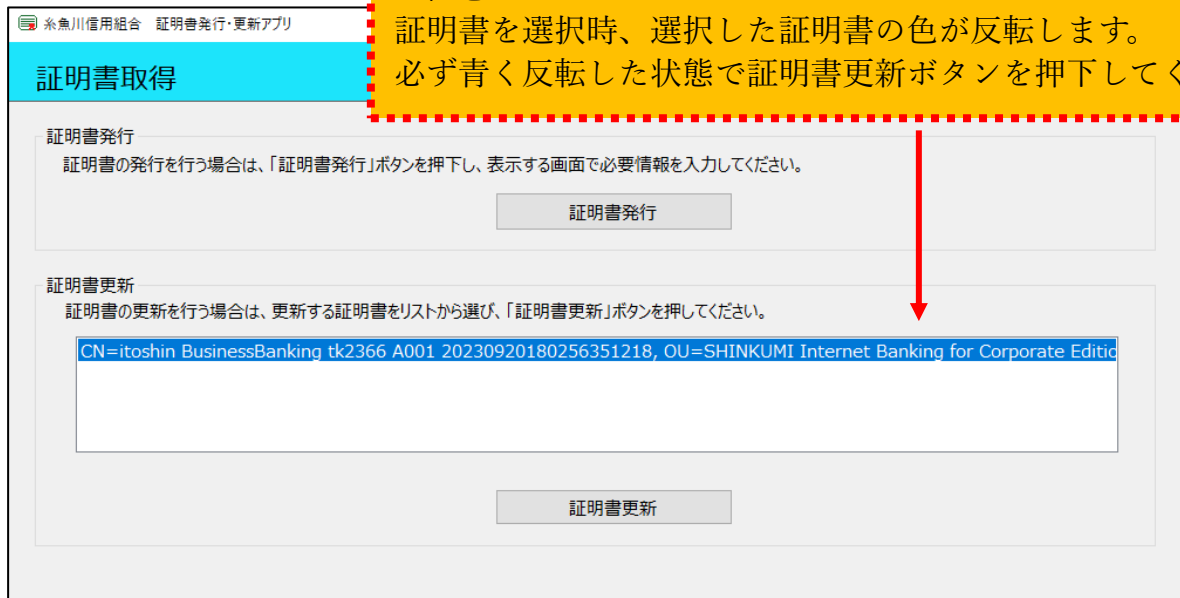 糸魚川信用組合 証明書発行・更新アプリ
証明書を選択時、選択した証明書の色が反転します。
必ず青く反転した状態で証明書更新ボタンを押下してく
証明書取得
証明書発行
証明書の発行を行う場合は、「証明書発行」ボタンを押下し、表示する画面で必要情報を入力してください。
証明書発行
証明書更新
証明書の更新を行う場合は、更新する証明書をリストから選び、「証明書更新」ボタンを押してください。
CN=itoshin BusinessBanking tk2366 A001 20230920180256351218, OU=SHINKUMI Internet Banking for Corporate Editio
証明書更新